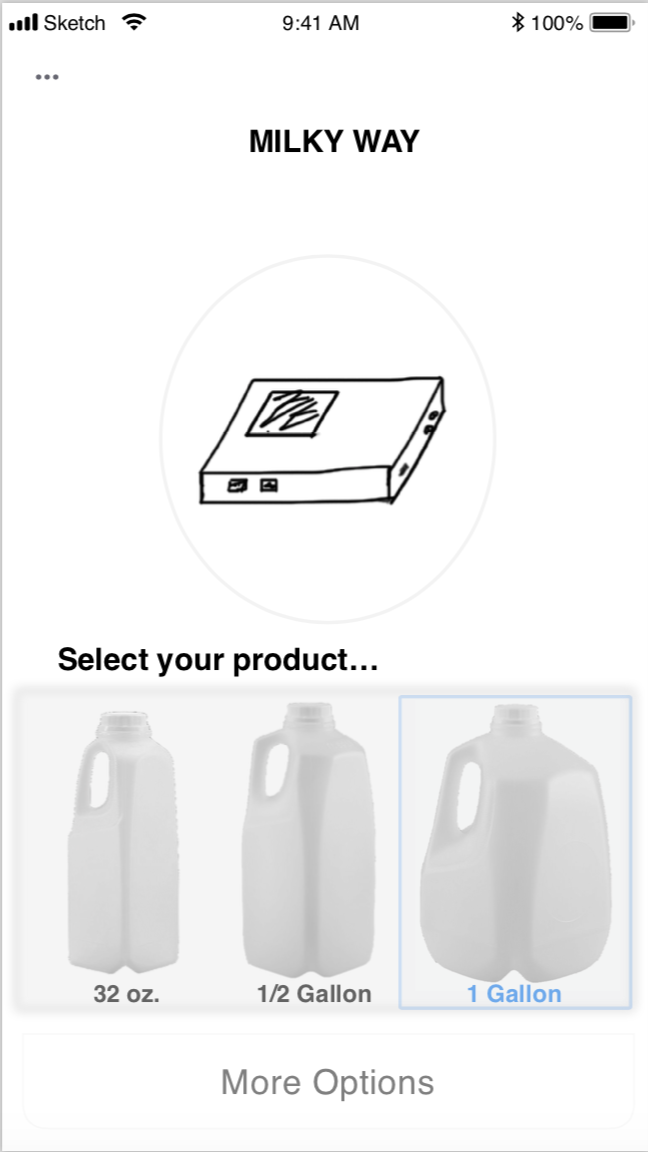 Sketch 9:41 AM 100%
...
MILKY WAY
Select your product...
32 oz. 1/2 Gallon 1 Gallon
More Options